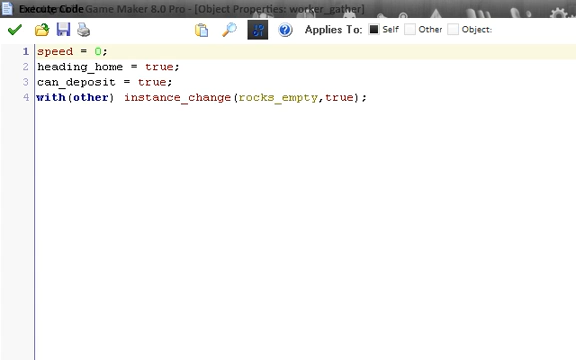 Execute Code Game Maker 8.0 Pro - [Object Properties: worker_gather]
Applies To: Self Other Object:
1 speed = 0;
2 heading_home = true;
3 can_deposit = true;
4 with(other) instance_change(rocks_empty,true);